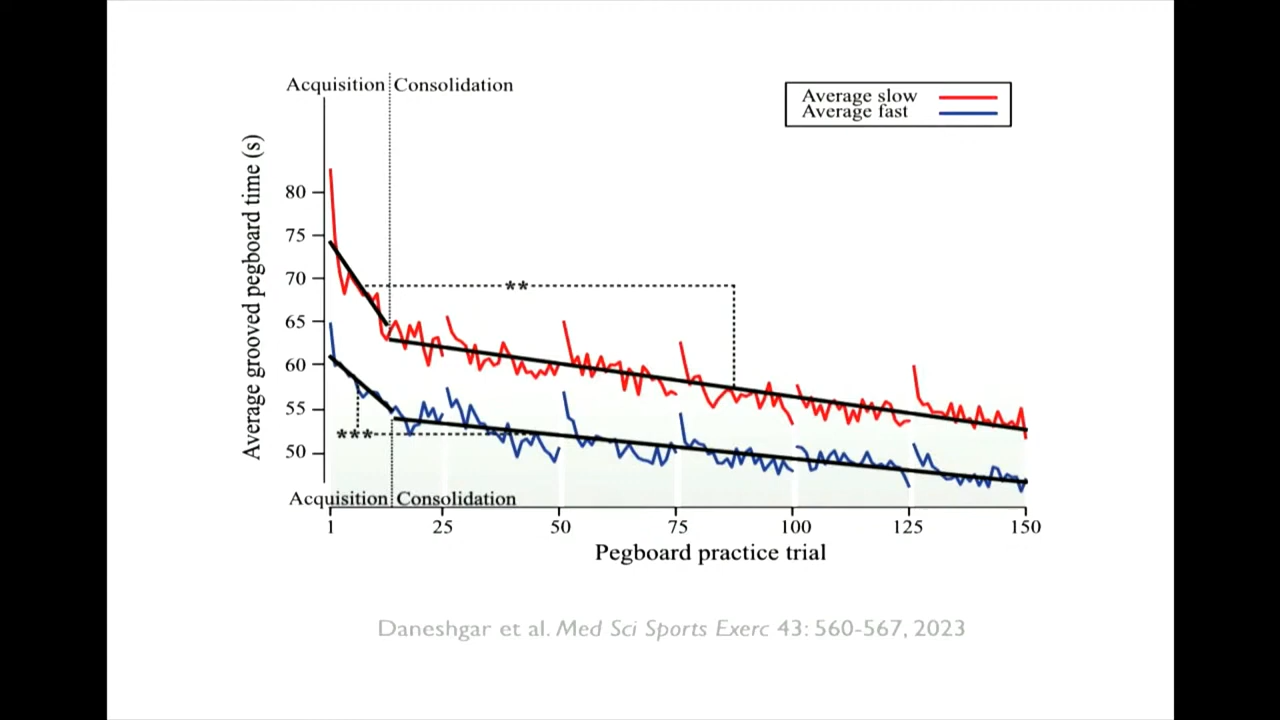 Acquisition Consolidation
Average slow
Average fast
Average grooved pegboard time (s)
80
75
70
**
65
60
55
***
50
Acquisition Consolidation
1 25 50 75 100 125 150
Pegboard practice trial
Daneshgar et al. Med Sci Sports Exerc 43: 560-567, 2023